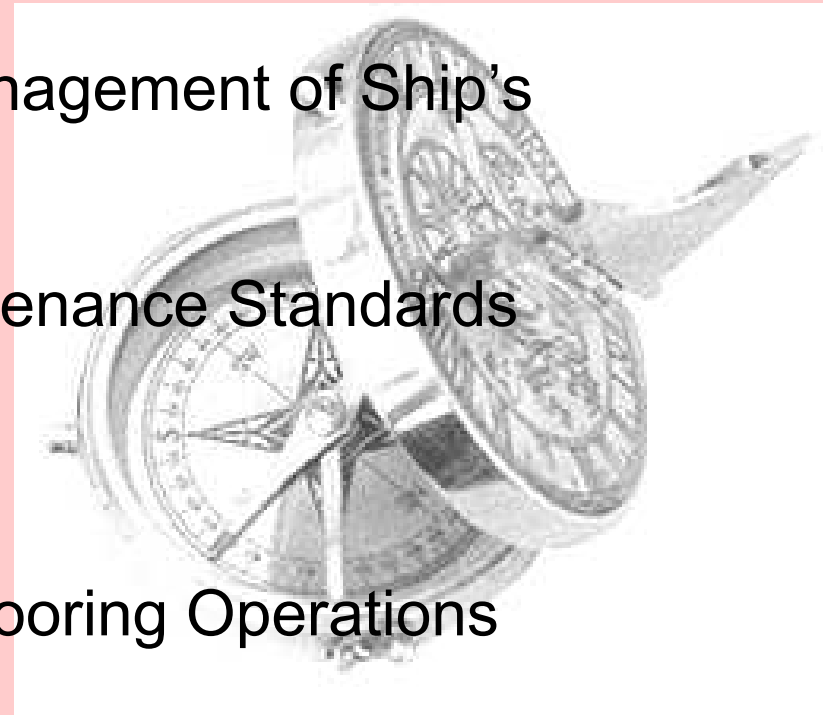 nagement of Ship's
enance Standards
ooring Operations